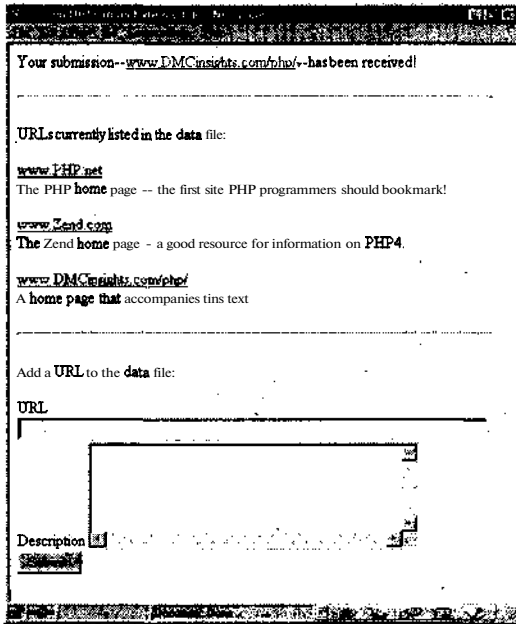 Your submission--www.DMCinsights.com/php/--has been received!
URLs currently listed in the data file:
www.PHP.net
The PHP home page -- the first site PHP programmers should bookmark!
www.Zend.com
The Zend home page - a good resource for information on PHP4.
www.DMCinsights.com/php/
A home page that accompanies tins text
Add a URL to the data file:
URL
Description